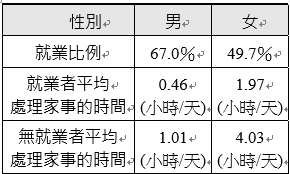 性別 男 女
就業比例 67.0% 49.7%
就業者平均 0.46 1.97
處理家事的時間 (小時/天) (小時/天)
無就業者平均 1.01 4.03
處理家事的時間 (小時/天) (小時/天)